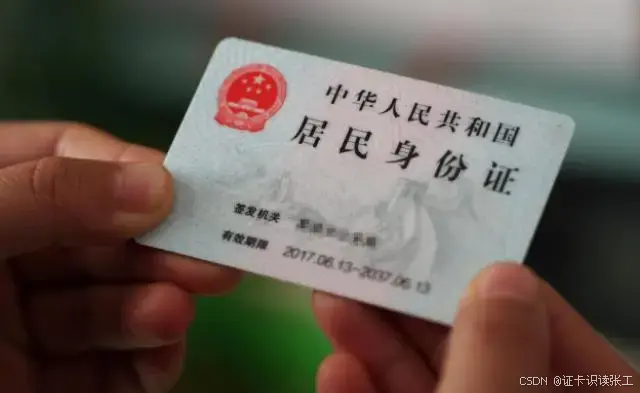 中华人民共和国
居民身份证
签发机关
有效期限 2017.06.13-2037.06.13
CSDN @证卡识读张工